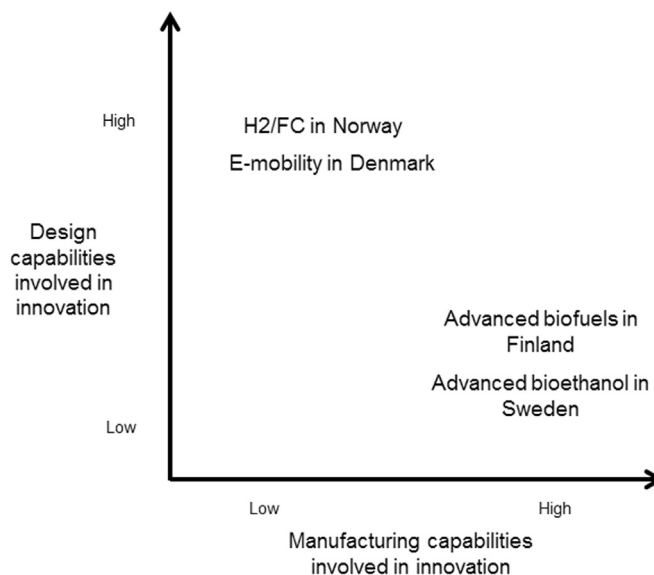 High
H2/FC in Norway
E-mobility in Denmark
Design
capabilities
involved in
innovation
Advanced biofuels in
Finland
Advanced bioethanol in
Sweden
Low
Low
High
Manufacturing capabilities
involved in innovation